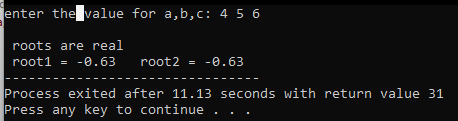 enter the value for a,b,c: 4 5 6
roots are real
root1 = -0.63   root2 = -0.63
--------------------------------
Process exited after 11.13 seconds with return value 31
Press any key to continue . . .